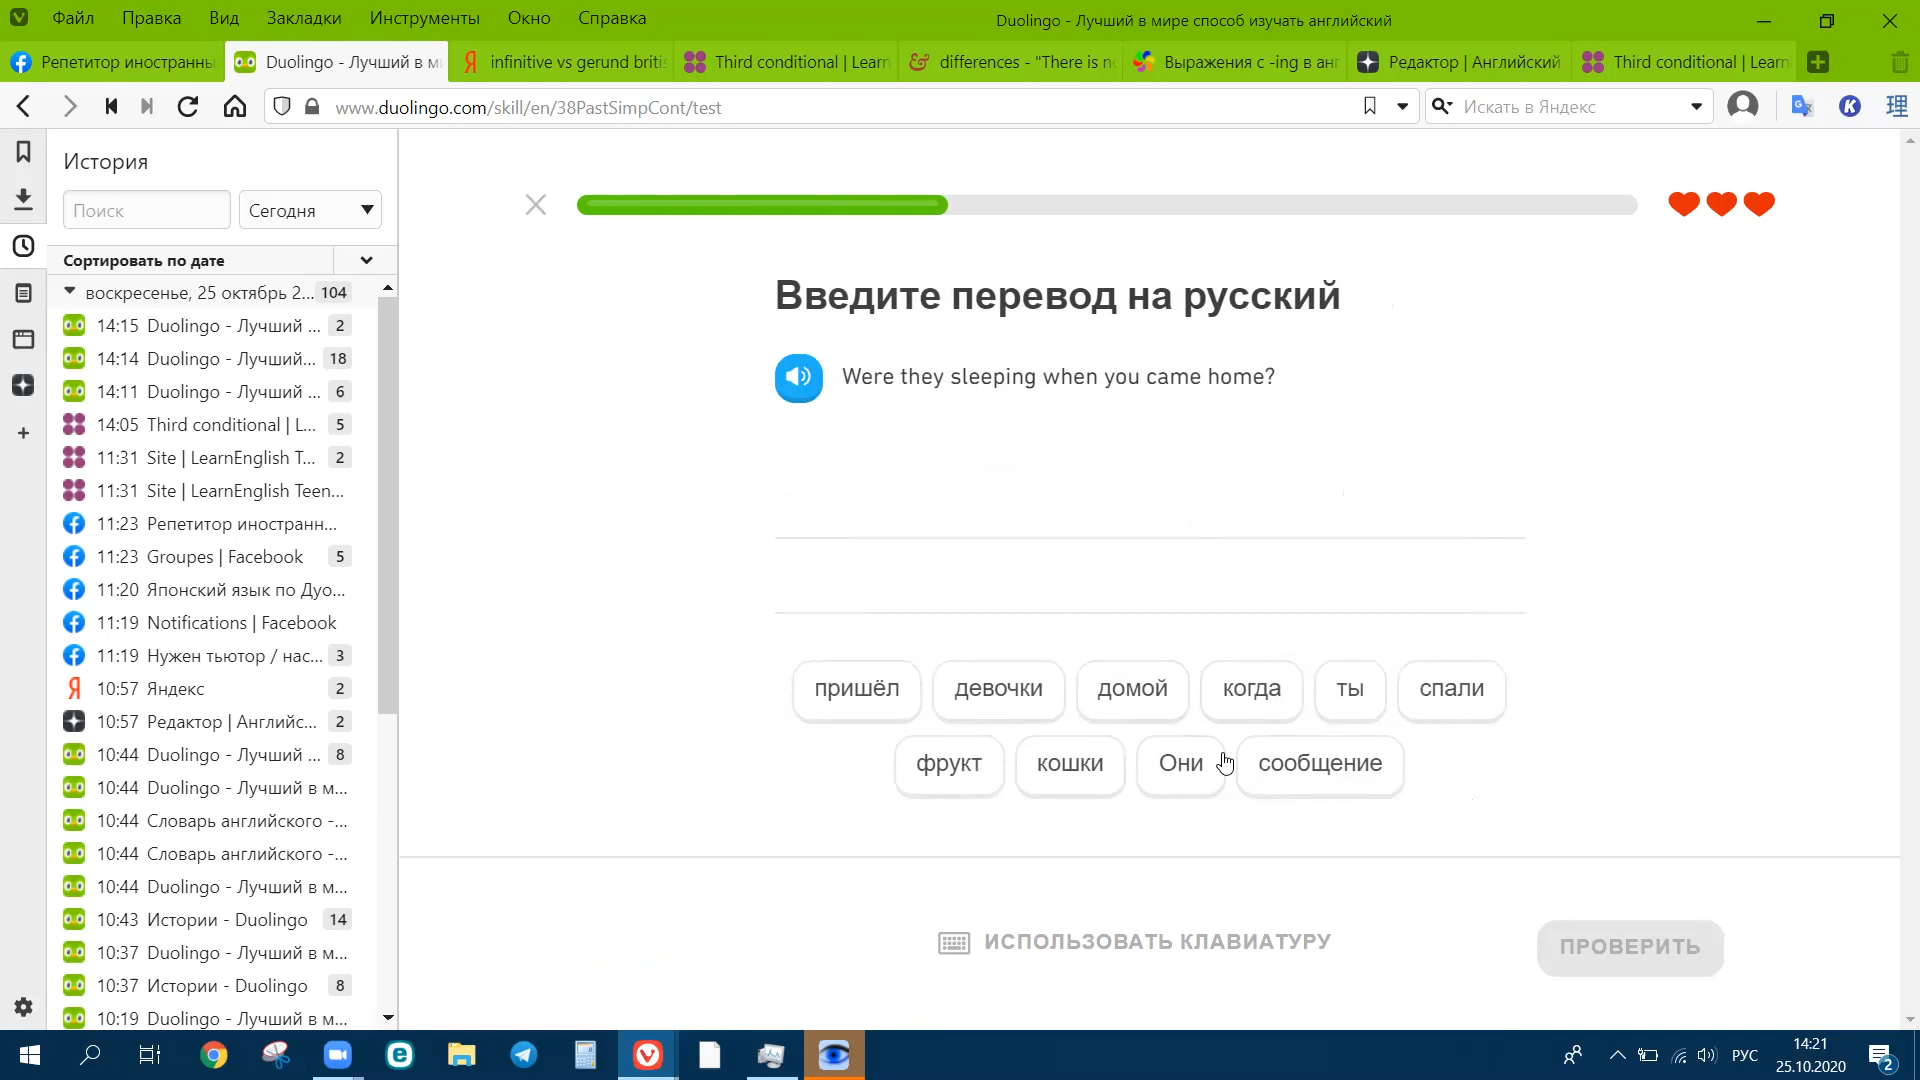 Файл Правка Вид Закладки Инструменты Окно Справка
Duolingo - Лучший в мире способ изучать английский
Репетитор иностранны
Duolingo - Лучший в м
infinitive vs gerund britis
Third conditional | Learn
differences - "There is no
Выражения с -ing в анг
Редактор | Английский
Third conditional | Learn
www.duolingo.com/skill/en/38PastSimpCont/test
Искать в Яндекс
История
Поиск
Сегодня
Сортировать по дате
воскресенье, 25 октябрь 2... 104
14:15 Duolingo - Лучший ... 2
14:14 Duolingo - Лучший... 18
14:11 Duolingo - Лучший ... 6
14:05 Third conditional | L... 5
11:31 Site | LearnEnglish T... 2
11:31 Site | LearnEnglish Teen...
11:23 Репетитор иностранн...
11:23 Groupes | Facebook 5
11:20 Японский язык по Дуо...
11:19 Notifications | Facebook
11:19 Нужен тьютор / нас... 3
10:57 Яндекс 2
10:57 Редактор | Английс... 2
10:44 Duolingo - Лучший ... 8
10:44 Duolingo - Лучший в м...
10:44 Словарь английского -...
10:44 Словарь английского -...
10:44 Duolingo - Лучший в м...
10:43 Истории - Duolingo 14
10:37 Duolingo - Лучший в м...
10:37 Истории - Duolingo 8
10:19 Duolingo - Лучший в м...
Введите перевод на русский
Were they sleeping when you came home?
пришёл девочки домой когда ты спали
фрукт кошки Они сообщение
ИСПОЛЬЗОВАТЬ КЛАВИАТУРУ
ПРОВЕРИТЬ
РУС
14:21
25.10.2020
2